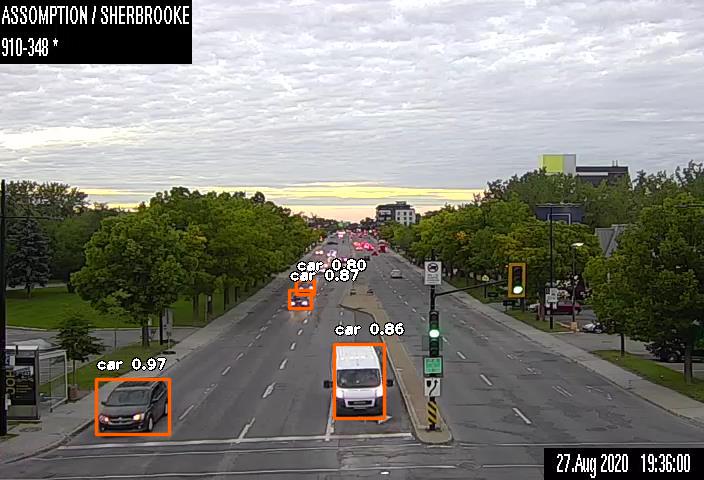 ASSOMPTION / SHERBROOKE
910-348 *
car 0.80
car 0.87
car 0.86
car 0.97
27.Aug 2020 19:36:00